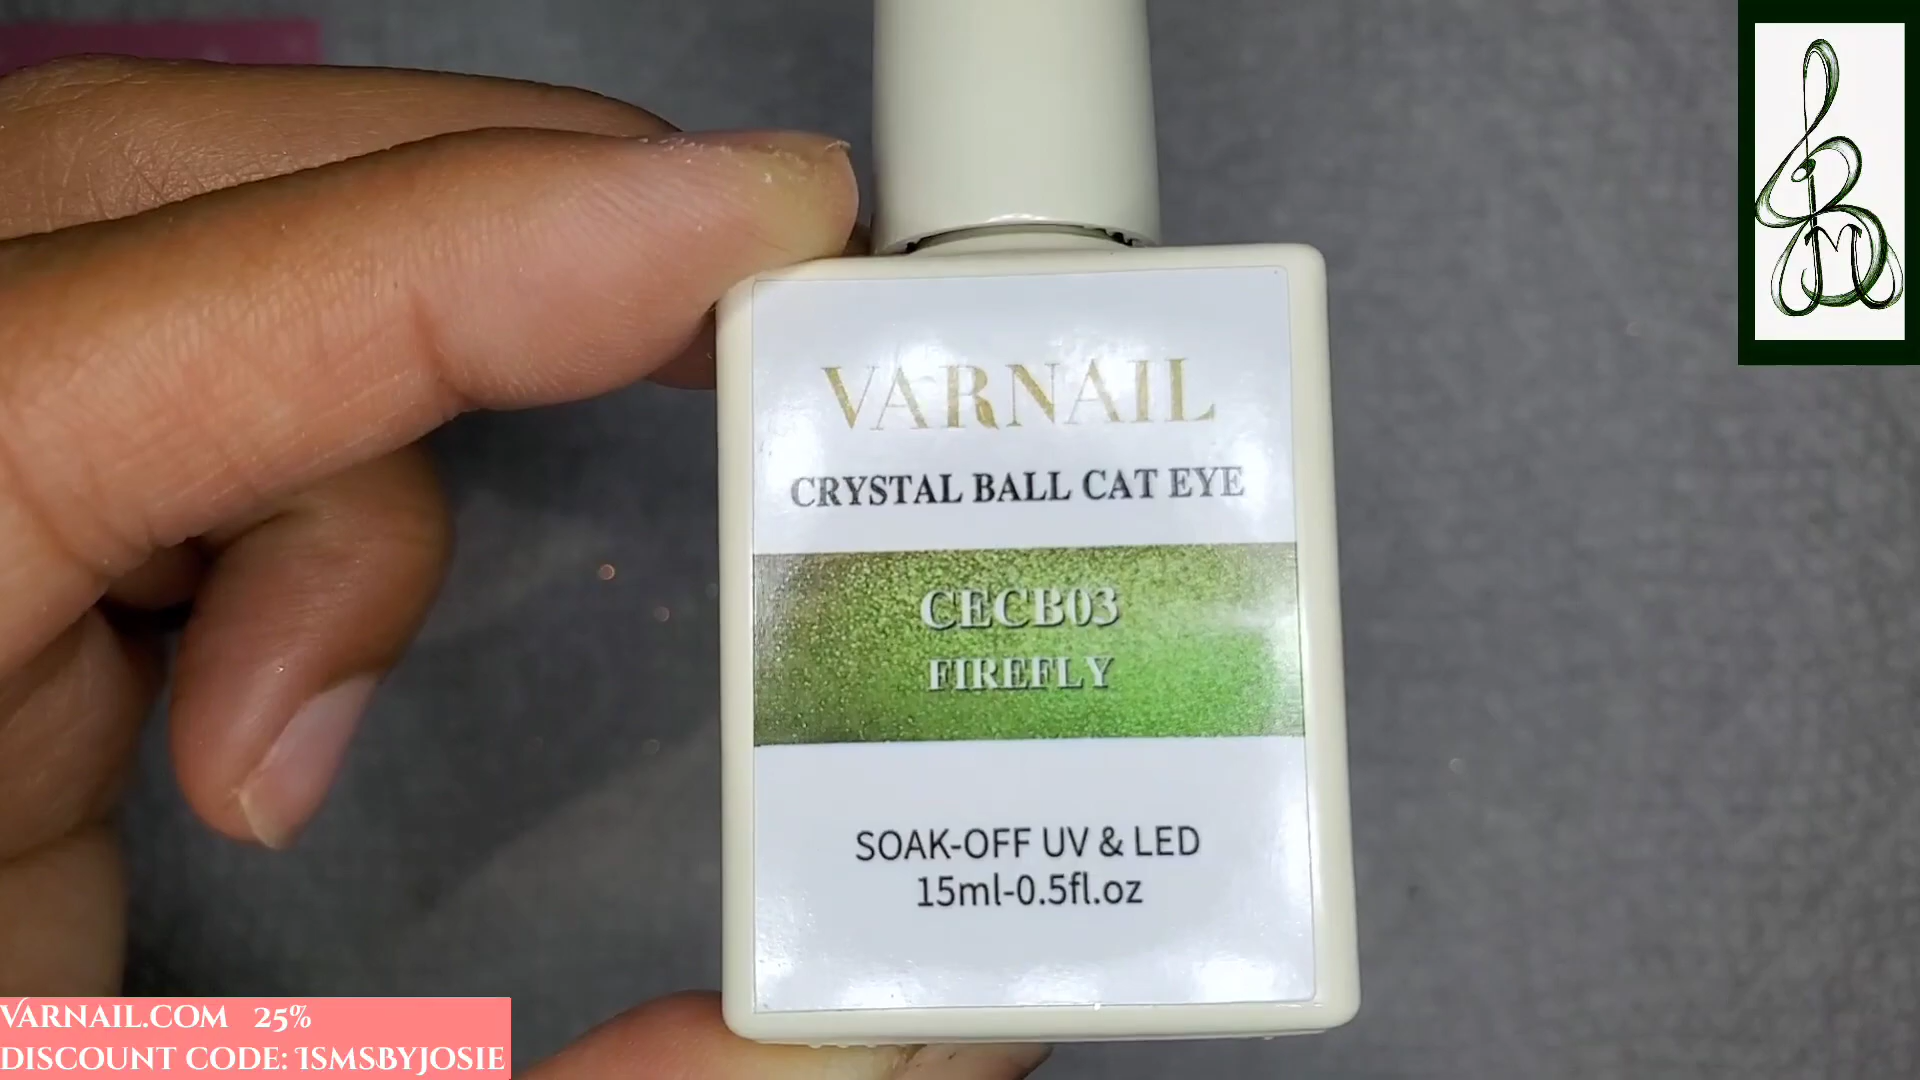 VARNAIL
CRYSTAL BALL CAT EYE
CECB03
FIREFLY
SOAK-OFF UV & LED
15ml-0.5fl.oz
VARNAIL.COM 25%
DISCOUNT CODE: ISMSBYJOSIE